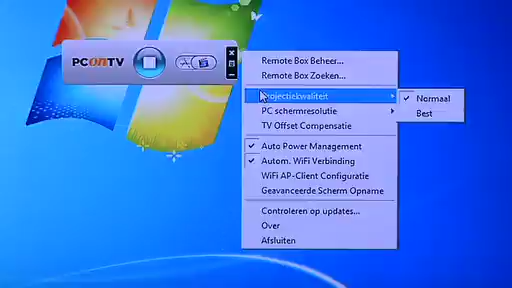 PCONTV
Remote Box Beheer...
Remote Box Zoeken...
Projectiekwaliteit
Normaal
PC schermresolutie
Best
TV Offset Compensatie
Auto Power Management
Autom. WiFi Verbinding
WiFi AP-Client Configuratie
Geavanceerde Scherm Opname
Controleren op updates...
Over
Afsluiten